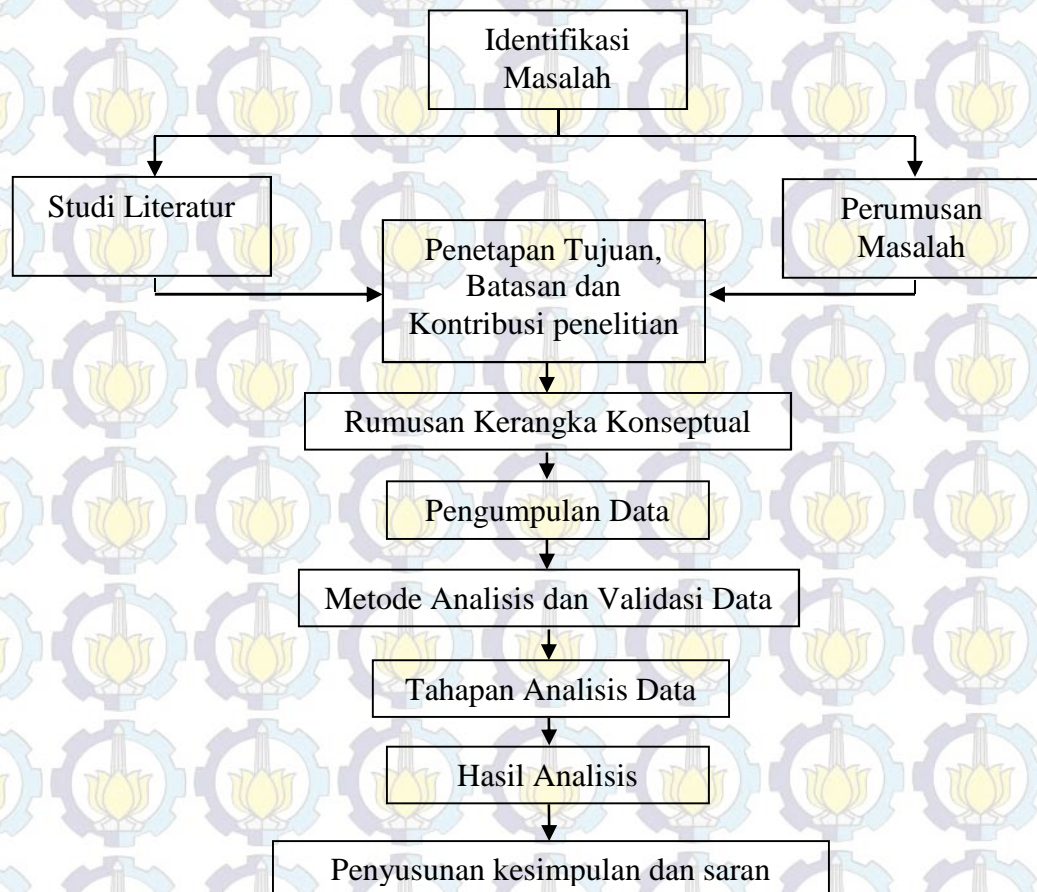 Identifikasi
Masalah
Studi Literatur
Perumusan
Masalah
Penetapan Tujuan,
Batasan dan
Kontribusi penelitian
Rumusan Kerangka Konseptual
Pengumpulan Data
Metode Analisis dan Validasi Data
Tahapan Analisis Data
Hasil Analisis
Penyusunan kesimpulan dan saran